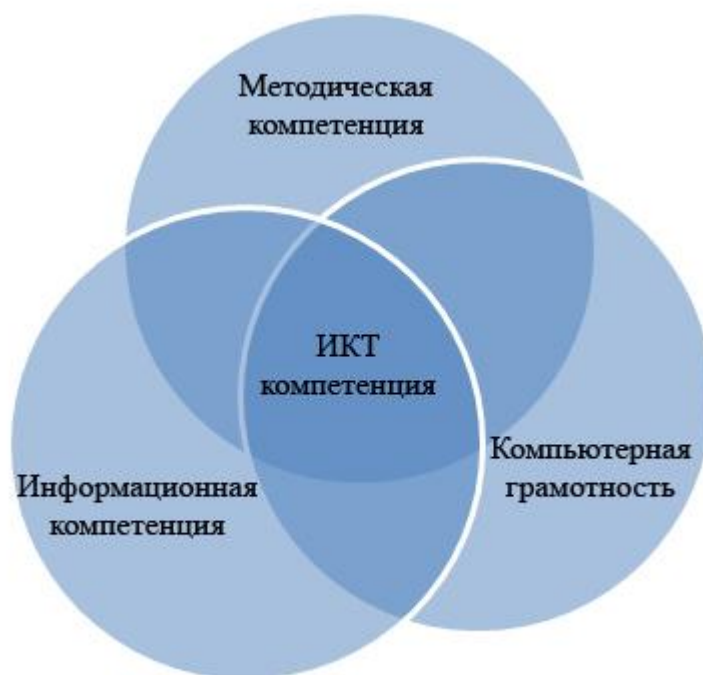 Методическая
компетенция
ИКТ
компетенция
Компьютерная
грамотность
Информационная
компетенция